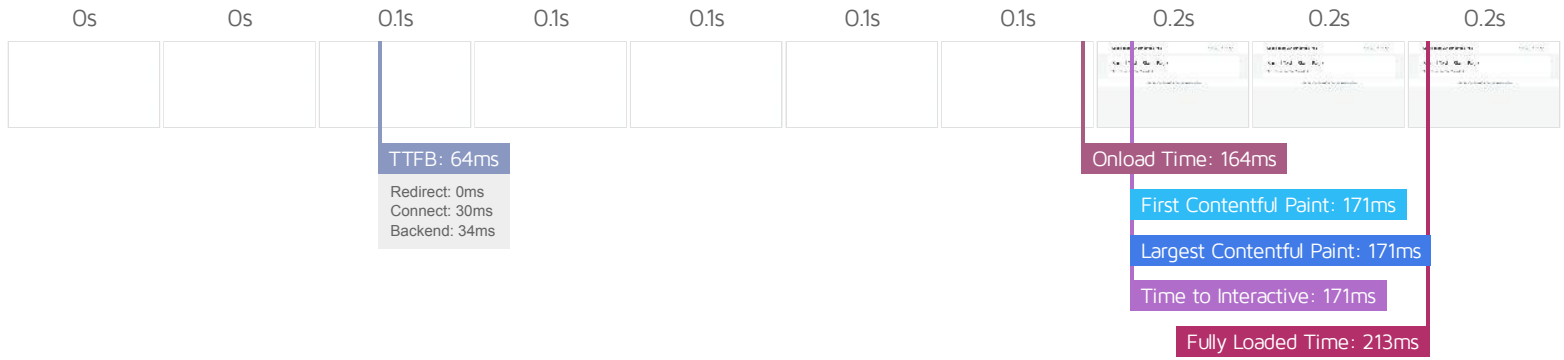 0s 0s 0.1s 0.1s 0.1s 0.1s 0.1s 0.2s 0.2s 0.2s
TTFB: 64ms
Redirect: 0ms
Connect: 30ms
Backend: 34ms
Onload Time: 164ms
First Contentful Paint: 171ms
Largest Contentful Paint: 171ms
Time to Interactive: 171ms
Fully Loaded Time: 213ms